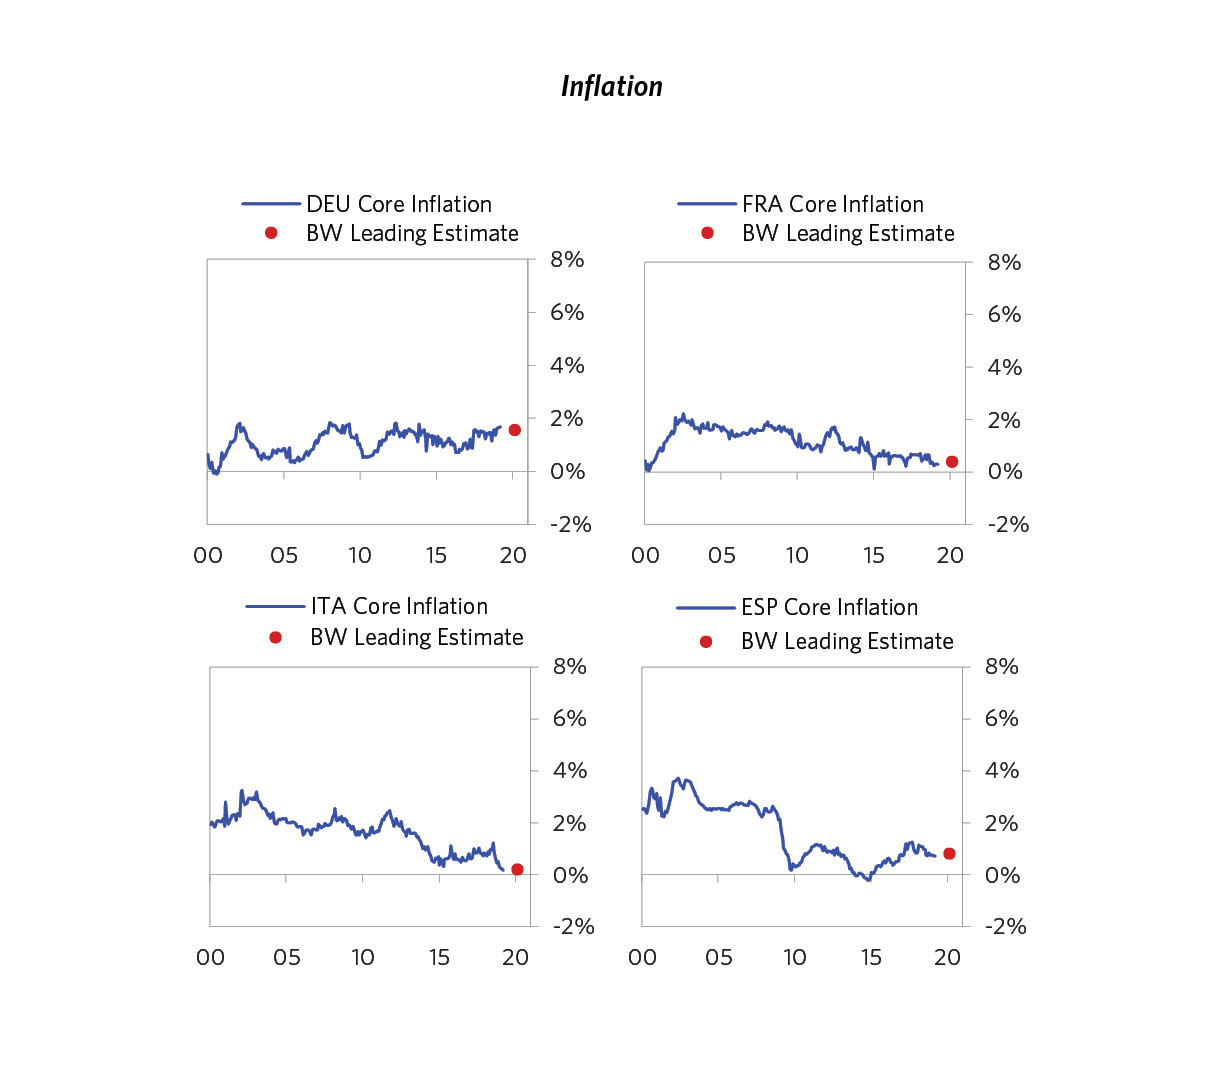 Inflation
DEU Core Inflation
BW Leading Estimate
8%
6%
4%
2%
0%
-2%
00 05 10 15 20
FRA Core Inflation
BW Leading Estimate
8%
6%
4%
2%
0%
-2%
00 05 10 15 20
ITA Core Inflation
BW Leading Estimate
8%
6%
4%
2%
0%
-2%
00 05 10 15 20
ESP Core Inflation
BW Leading Estimate
8%
6%
4%
2%
0%
-2%
00 05 10 15 20